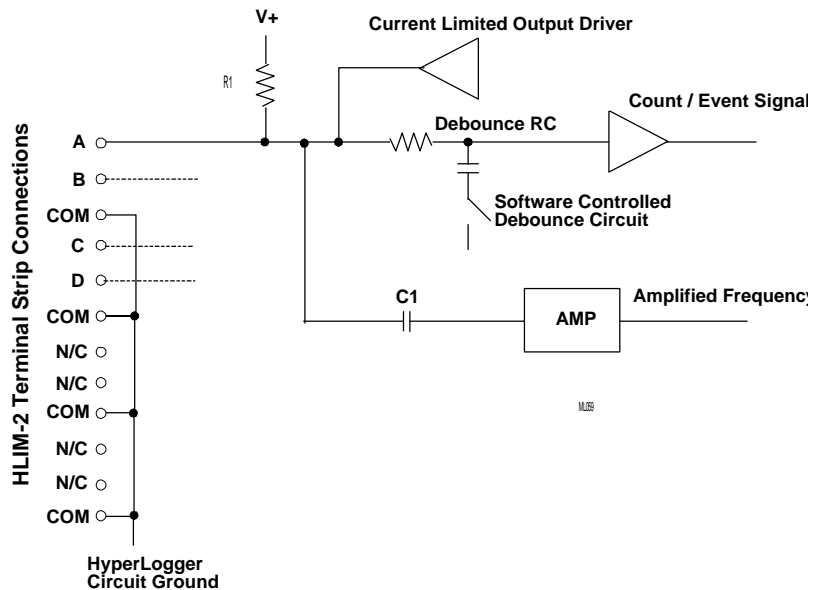 V+
Current Limited Output Driver
R1
Count / Event Signal
Debounce RC
HLIM-2 Terminal Strip Connections
A
B
COM
C
D
COM
N/C
N/C
COM
N/C
N/C
COM
Software Controlled
Debounce Circuit
C1
AMP
Amplified Frequency
ML059
HyperLogger
Circuit Ground